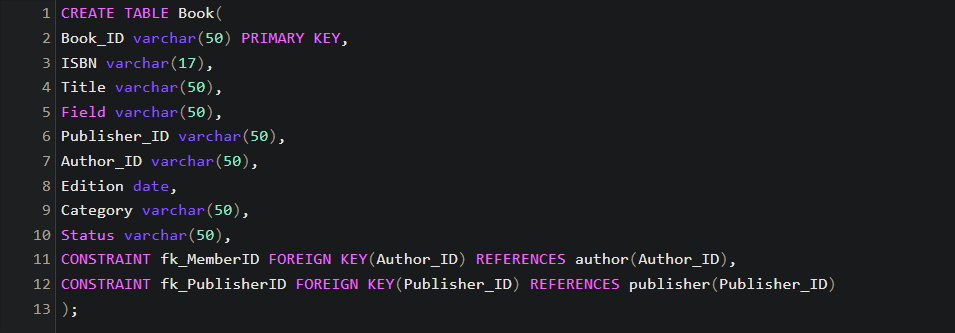 1 CREATE TABLE Book(
2 Book_ID varchar(50) PRIMARY KEY,
3 ISBN varchar(17),
4 Title varchar(50),
5 Field varchar(50),
6 Publisher_ID varchar(50),
7 Author_ID varchar(50),
8 Edition date,
9 Category varchar(50),
10 Status varchar(50),
11 CONSTRAINT fk_MemberID FOREIGN KEY(Author_ID) REFERENCES author(Author_ID),
12 CONSTRAINT fk_PublisherID FOREIGN KEY(Publisher_ID) REFERENCES publisher(Publisher_ID)
13 );